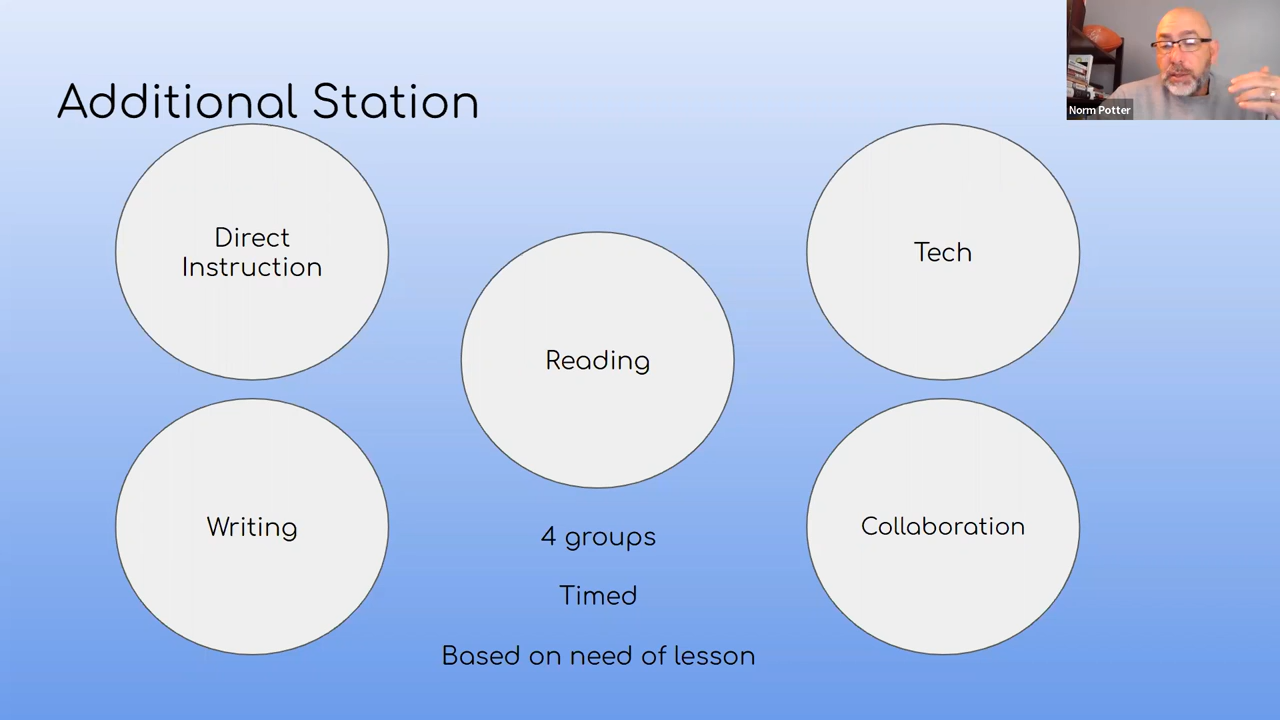 Additional Station
Norm Potter
Direct
Instruction
Tech
Reading
Writing
Collaboration
4 groups
Timed
Based on need of lesson